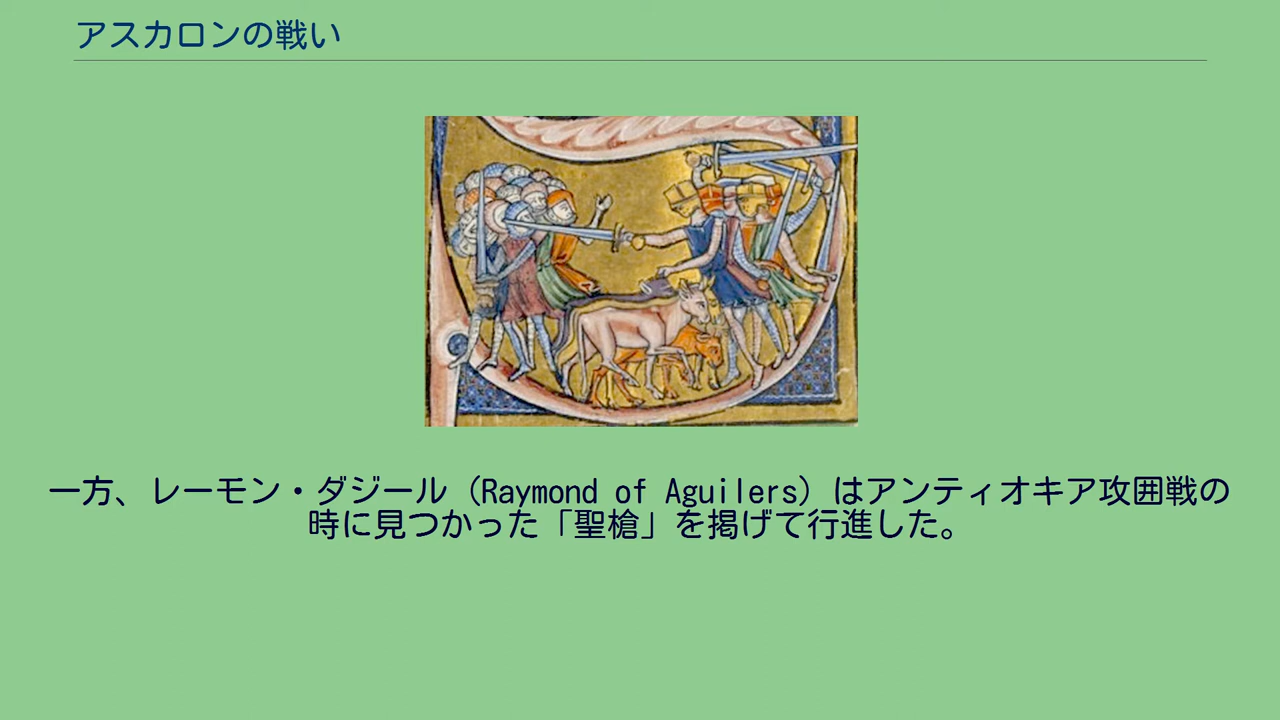 アスカロンの戦い
一方、レーモン・ダジール（Raymond of Aguilers）はアンティオキア攻囲戦の
時に見つかった「聖槍」を掲げて行進した。